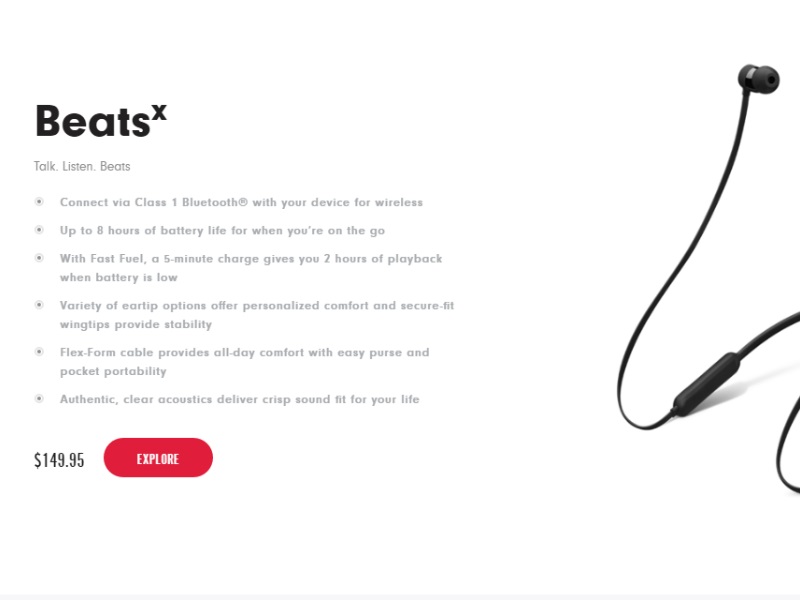 Beatsx
Talk. Listen. Beats
Connect via Class 1 Bluetooth® with your device for wireless
Up to 8 hours of battery life for when you're on the go
With Fast Fuel, a 5-minute charge gives you 2 hours of playback
when battery is low
Variety of eartip options offer personalized comfort and secure-fit
wingtips provide stability
Flex-Form cable provides all-day comfort with easy purse and
pocket portability
Authentic, clear acoustics deliver crisp sound fit for your life
$149.95 EXPLORE